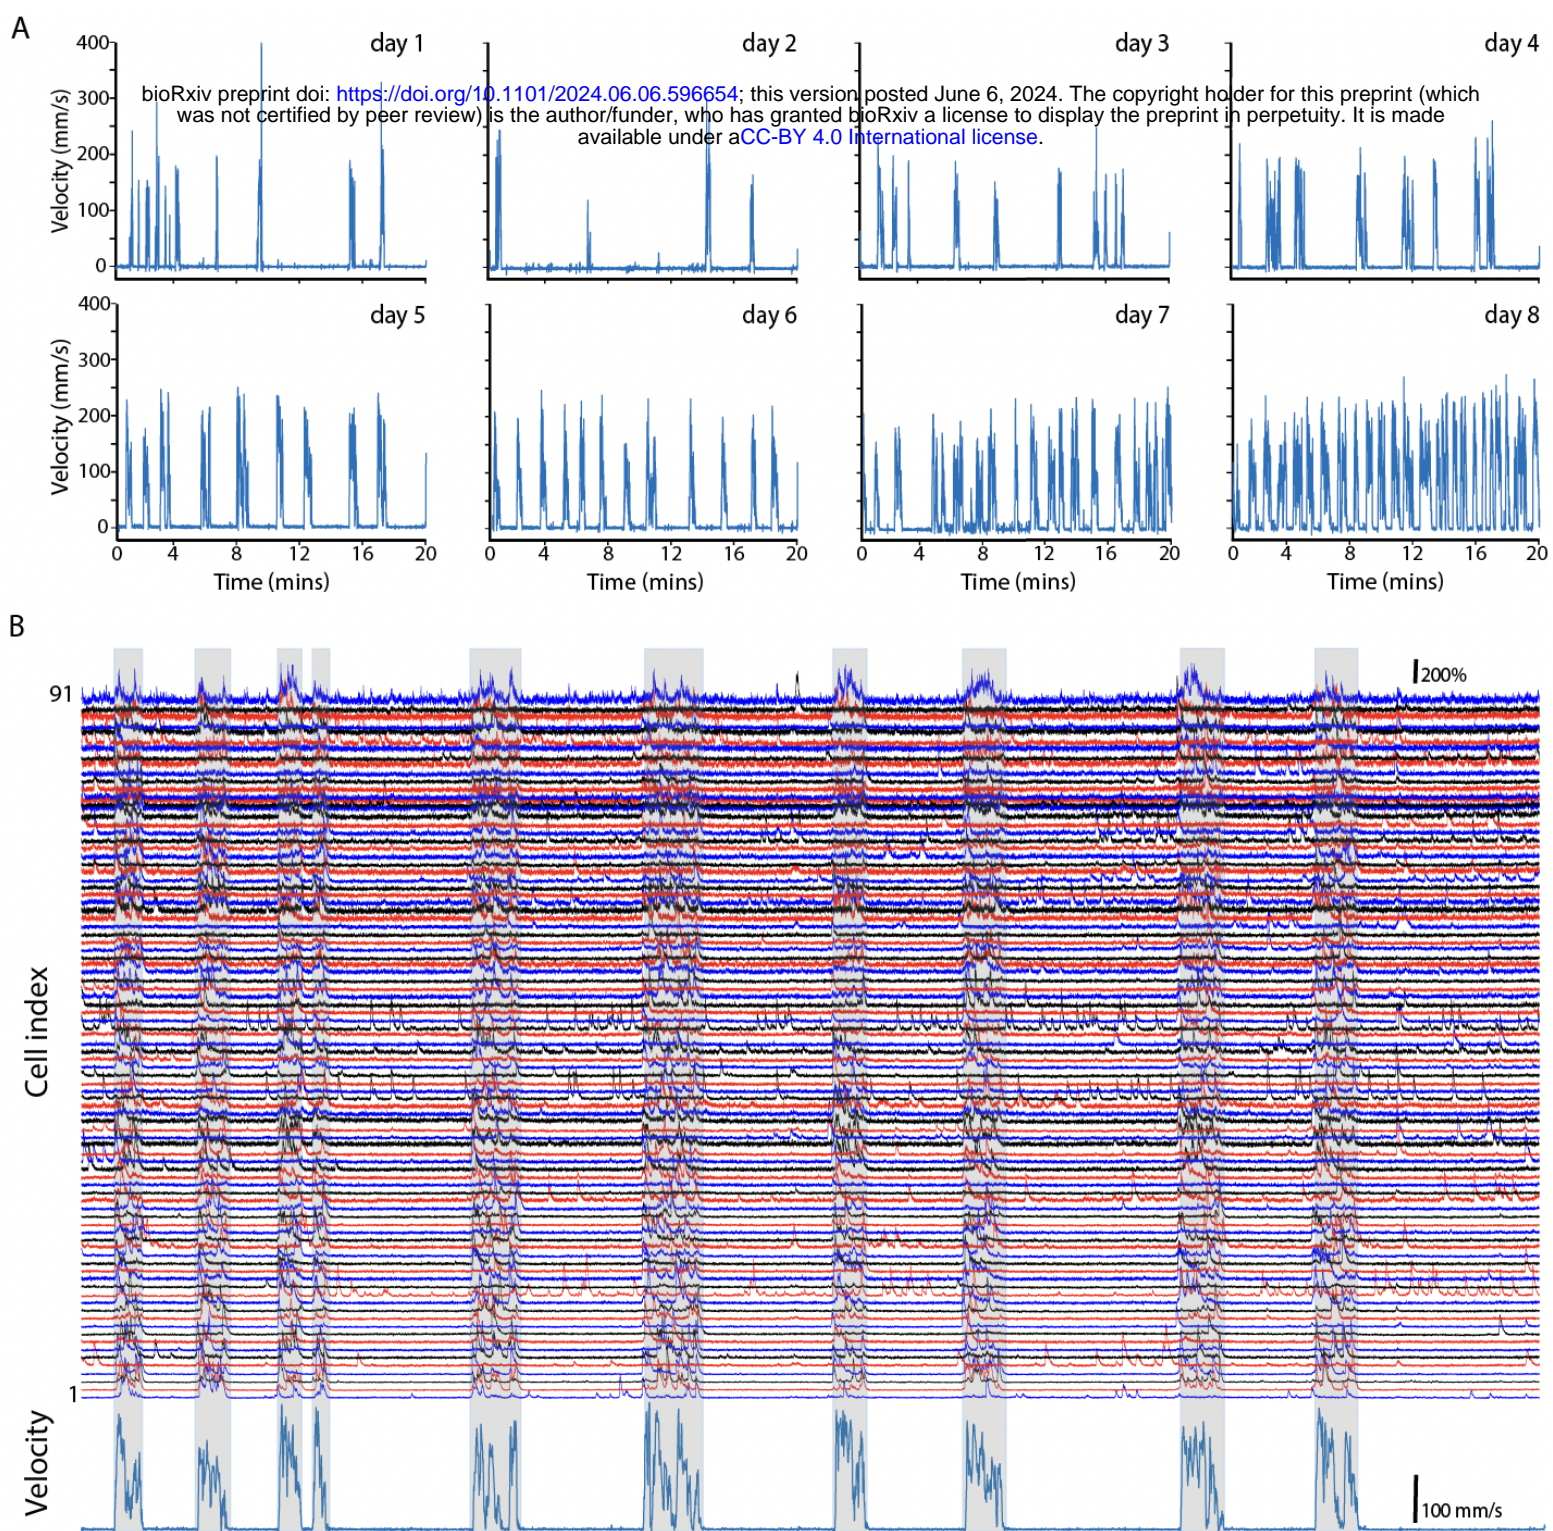 A
day 1
day 2
day 3
day 4
400
300
200
100
0
Velocity (mm/s)
bioRxiv preprint doi: https://doi.org/10.1101/2024.06.06.596654; this version posted June 6, 2024. The copyright holder for this preprint (which
was not certified by peer review) is the author/funder, who has granted bioRxiv a license to display the preprint in perpetuity. It is made
available under aCC-BY 4.0 International license.
day 5
day 6
day 7
day 8
400
300
200
100
0
Velocity (mm/s)
0 4 8 12 16 20
0 4 8 12 16 20
0 4 8 12 16 20
0 4 8 12 16 20
Time (mins)
Time (mins)
Time (mins)
Time (mins)
B
91
200%
Cell index
1
Velocity
100 mm/s